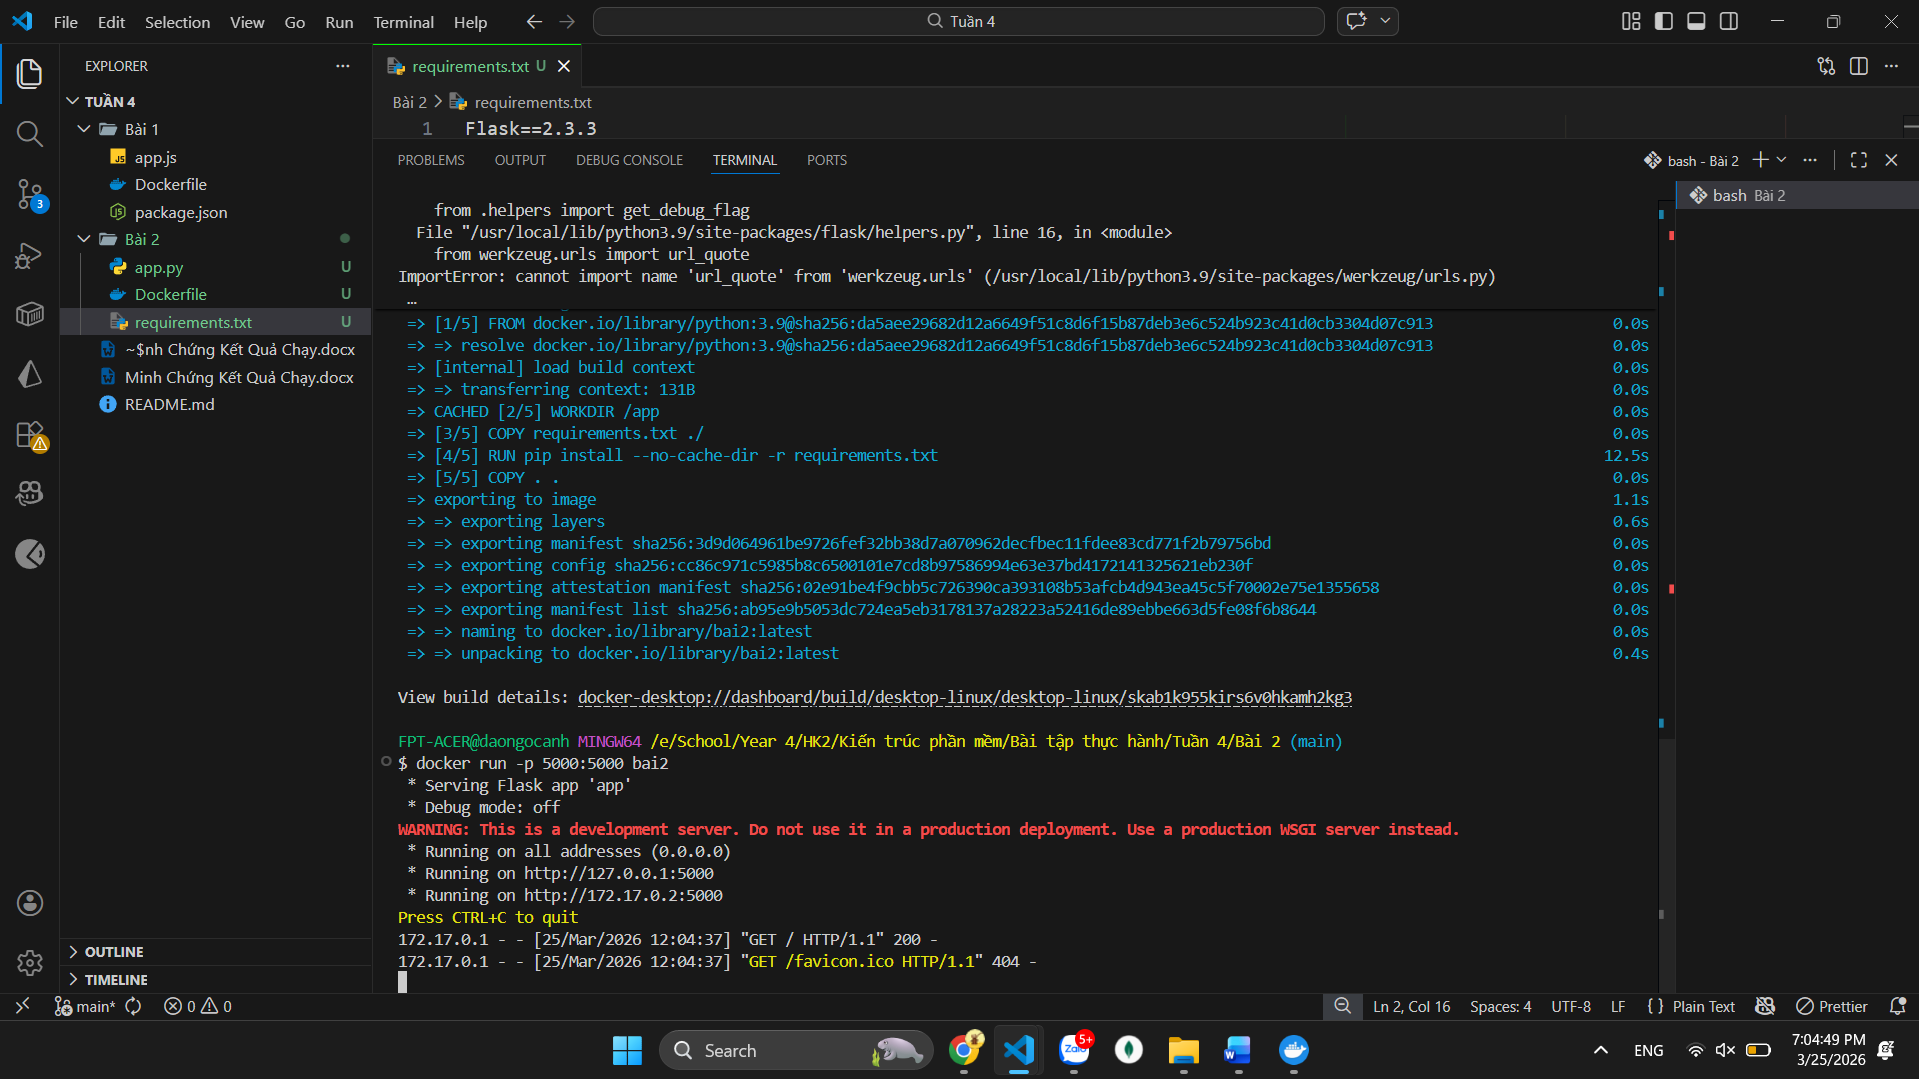 File Edit Selection View Go Run Terminal Help
Tuần 4
EXPLORER
TUẦN 4
Bài 1
app.js
Dockerfile
package.json
Bài 2
app.py U
Dockerfile U
requirements.txt U
~$nh Chứng Kết Quả Chạy.docx
Minh Chứng Kết Quả Chạy.docx
README.md
OUTLINE
TIMELINE
3
requirements.txt U
Bài 2 > requirements.txt
1 Flask==2.3.3
PROBLEMS OUTPUT DEBUG CONSOLE TERMINAL PORTS
bash - Bài 2
bash Bài 2
from .helpers import get_debug_flag
File "/usr/local/lib/python3.9/site-packages/flask/helpers.py", line 16, in <module>
from werkzeug.urls import url_quote
ImportError: cannot import name 'url_quote' from 'werkzeug.urls' (/usr/local/lib/python3.9/site-packages/werkzeug/urls.py)
…
=> [1/5] FROM docker.io/library/python:3.9@sha256:da5aee29682d12a6649f51c8d6f15b87deb3e6c524b923c41d0cb3304d07c913 0.0s
=> => resolve docker.io/library/python:3.9@sha256:da5aee29682d12a6649f51c8d6f15b87deb3e6c524b923c41d0cb3304d07c913 0.0s
=> [internal] load build context 0.0s
=> => transferring context: 131B 0.0s
=> CACHED [2/5] WORKDIR /app 0.0s
=> [3/5] COPY requirements.txt ./ 0.0s
=> [4/5] RUN pip install --no-cache-dir -r requirements.txt 12.5s
=> [5/5] COPY . . 0.0s
=> exporting to image 1.1s
=> => exporting layers 0.6s
=> => exporting manifest sha256:3d9d064961be9726fef32bb38d7a070962decfbec11fdee83cd771f2b79756bd 0.0s
=> => exporting config sha256:cc86c971c5985b8c6500101e7cd8b97586994e63e37bd4172141325621eb230f 0.0s
=> => exporting attestation manifest sha256:02e91be4f9cbb5c726390ca393108b53afcb4d943ea45c5f70002e75e1355658 0.0s
=> => exporting manifest list sha256:ab95e9b5053dc724ea5eb3178137a28223a52416de89ebbe663d5fe08f6b8644 0.0s
=> => naming to docker.io/library/bai2:latest 0.0s
=> => unpacking to docker.io/library/bai2:latest 0.4s
View build details: docker-desktop://dashboard/build/desktop-linux/desktop-linux/skab1k955kirs6v0hkamh2kg3
FPT-ACER@daongocanh MINGW64 /e/School/Year 4/HK2/Kiến trúc phần mềm/Bài tập thực hành/Tuần 4/Bài 2 (main)
$ docker run -p 5000:5000 bai2
* Serving Flask app 'app'
* Debug mode: off
WARNING: This is a development server. Do not use it in a production deployment. Use a production WSGI server instead.
* Running on all addresses (0.0.0.0)
* Running on http://127.0.0.1:5000
* Running on http://172.17.0.2:5000
Press CTRL+C to quit
172.17.0.1 - - [25/Mar/2026 12:04:37] "GET / HTTP/1.1" 200 -
172.17.0.1 - - [25/Mar/2026 12:04:37] "GET /favicon.ico HTTP/1.1" 404 -
main* 0 0
Ln 2, Col 16 Spaces: 4 UTF-8 LF {} Plain Text Prettier
Search
Zalo 5+
W
ENG
7:04:49 PM
3/25/2026